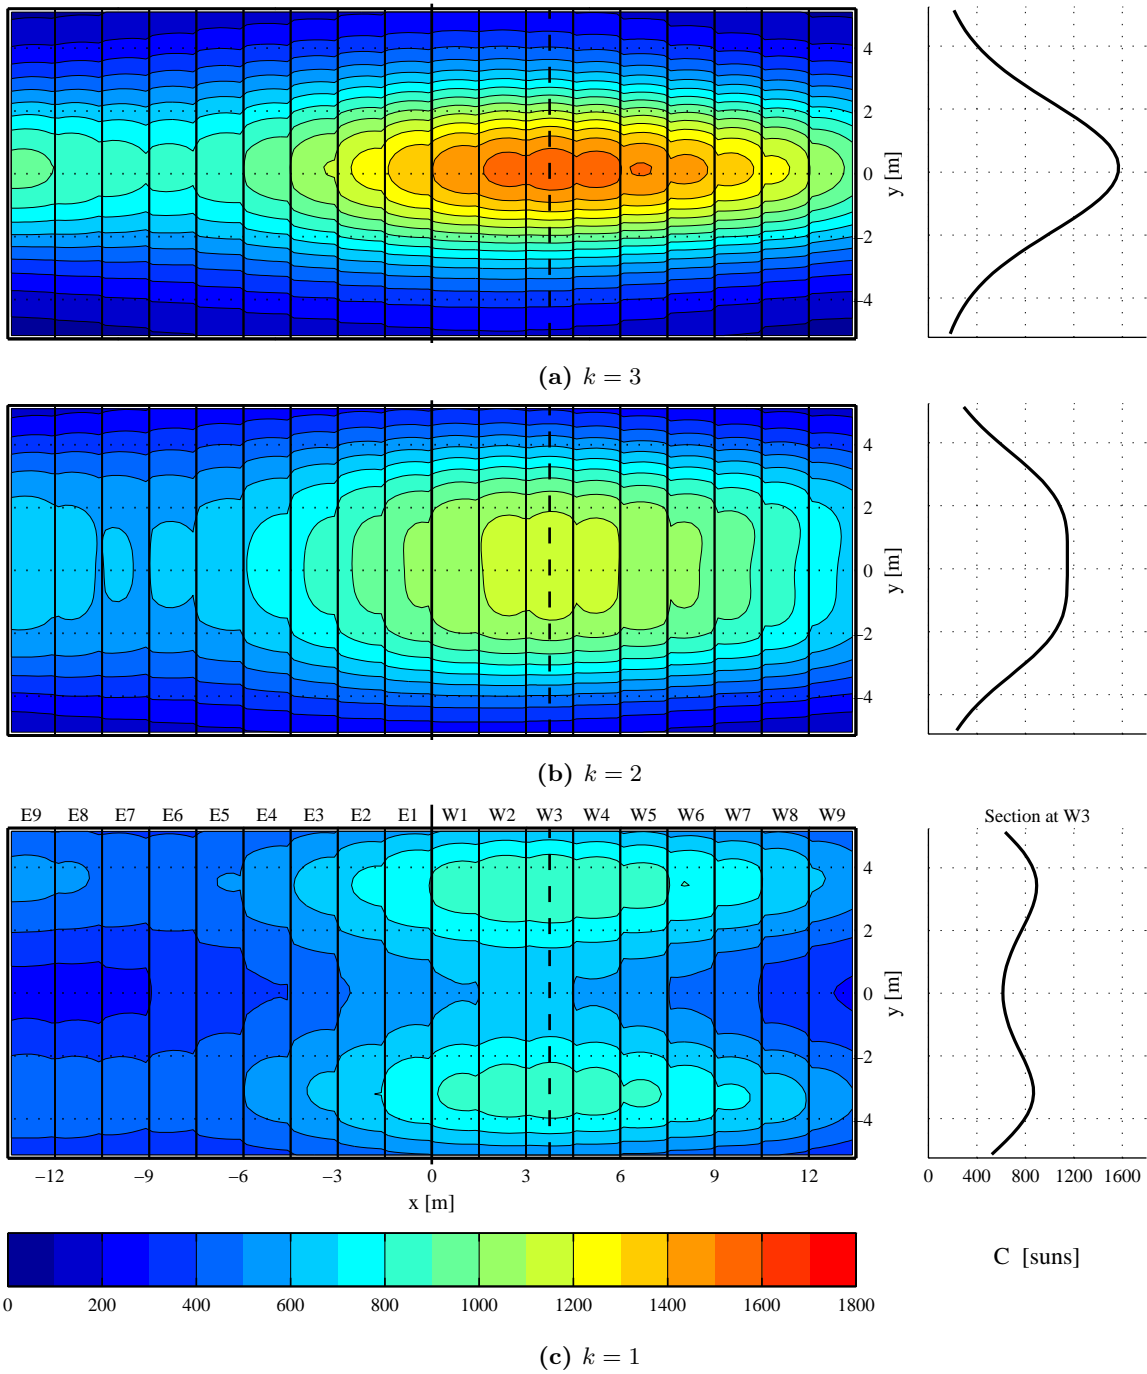 4
2
0
−2
−4
y [m]
(a) k = 3
4
2
0
−2
−4
y [m]
(b) k = 2
E9 E8 E7 E6 E5 E4 E3 E2 E1 W1 W2 W3 W4 W5 W6 W7 W8 W9
Section at W3
4
2
0
−2
−4
y [m]
−12 −9 −6 −3 0 3 6 9 12
x [m]
0 400 800 1200 1600
C [suns]
0 200 400 600 800 1000 1200 1400 1600 1800
(c) k = 1